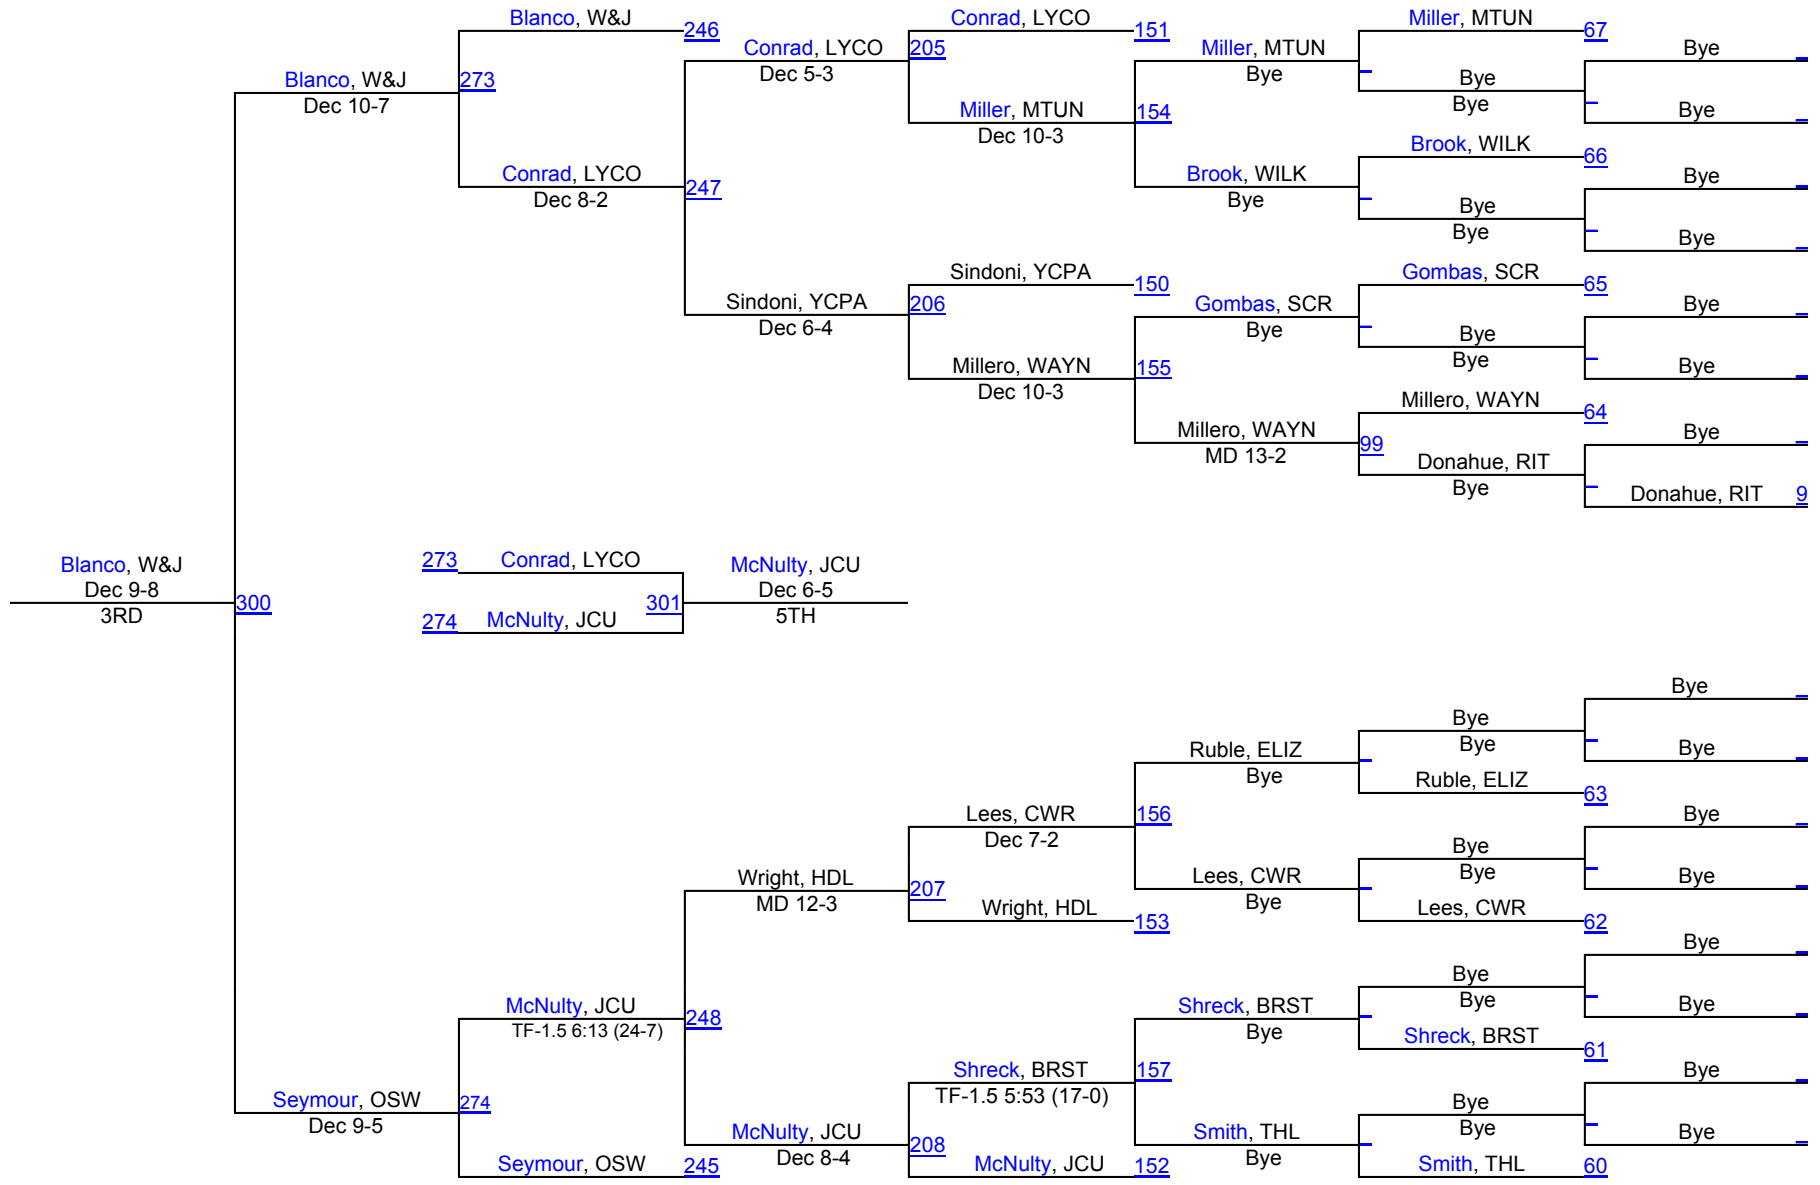 Blanco, W&J
246
Conrad, LYCO
151
Miller, MTUN
67
Conrad, LYCO
Dec 5-3
205
Miller, MTUN
Bye
Bye
Bye
Bye
Blanco, W&J
Dec 10-7
273
Miller, MTUN
Dec 10-3
154
Bye
Brook, WILK
66
Conrad, LYCO
Dec 8-2
247
Brook, WILK
Bye
Bye
Bye
Bye
Bye
Sindoni, YCPA
150
Gombas, SCR
65
Sindoni, YCPA
Dec 6-4
206
Gombas, SCR
Bye
Bye
Bye
Bye
Millero, WAYN
Dec 10-3
155
Bye
Millero, WAYN
64
Millero, WAYN
MD 13-2
99
Bye
Donahue, RIT
Bye
Donahue, RIT
9
Blanco, W&J
Dec 9-8
3RD
300
273
Conrad, LYCO
274
McNulty, JCU
301
McNulty, JCU
Dec 6-5
5TH
Bye
Bye
Bye
Bye
Ruble, ELIZ
Bye
Ruble, ELIZ
63
Lees, CWR
Dec 7-2
156
Bye
Bye
Bye
Bye
Wright, HDL
MD 12-3
207
Lees, CWR
Bye
Lees, CWR
62
Wright, HDL
153
Bye
Bye
Bye
Bye
McNulty, JCU
TF-1.5 6:13 (24-7)
248
Shreck, BRST
Bye
Shreck, BRST
61
Shreck, BRST
TF-1.5 5:53 (17-0)
157
Bye
Bye
Bye
Bye
Seymour, OSW
Dec 9-5
274
McNulty, JCU
Dec 8-4
208
Smith, THL
Bye
Seymour, OSW
245
McNulty, JCU
152
Smith, THL
60